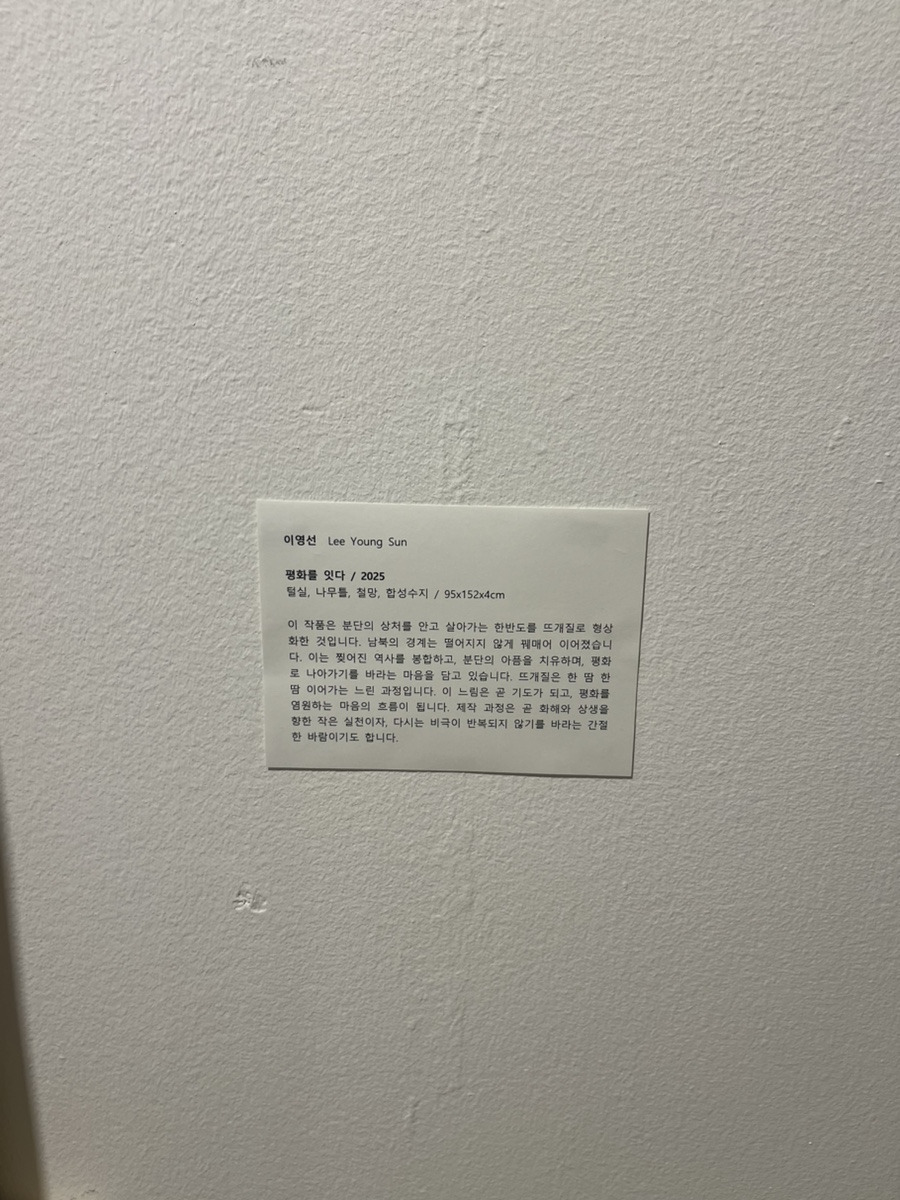 이영선 Lee Young Sun
평화를 잇다 / 2025
털실, 나무틀, 철망, 합성수지 / 95x152x4cm
이 작품은 분단의 상처를 안고 살아가는 한반도를 뜨개질로 형상
화한 것입니다. 남북의 경계는 떨어지지 않게 꿰매어 이어졌습니
다. 이는 찢어진 역사를 봉합하고, 분단의 아픔을 치유하며, 평화
로 나아가기를 바라는 마음을 담고 있습니다. 뜨개질은 한 땀 한
땀 이어가는 느린 과정입니다. 이 느림은 곧 기도가 되고, 평화를
염원하는 마음의 흐름이 됩니다. 제작 과정은 곧 화해와 상생을
향한 작은 실천이자, 다시는 비극이 반복되지 않기를 바라는 간절
한 바람이기도 합니다.